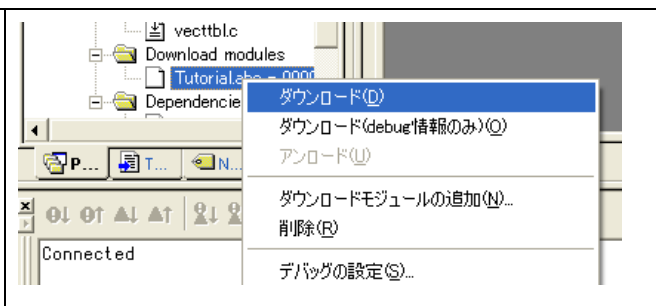 vecttbl.c
Download modules
Tutorial.abs - 0000
Dependencie
ダウンロード(D)
ダウンロード(debug情報のみ)(O)
アンロード(U)
ダウンロードモジュールの追加(N)...
削除(R)
デバッグの設定(S)...
P...
T...
N...
Connected